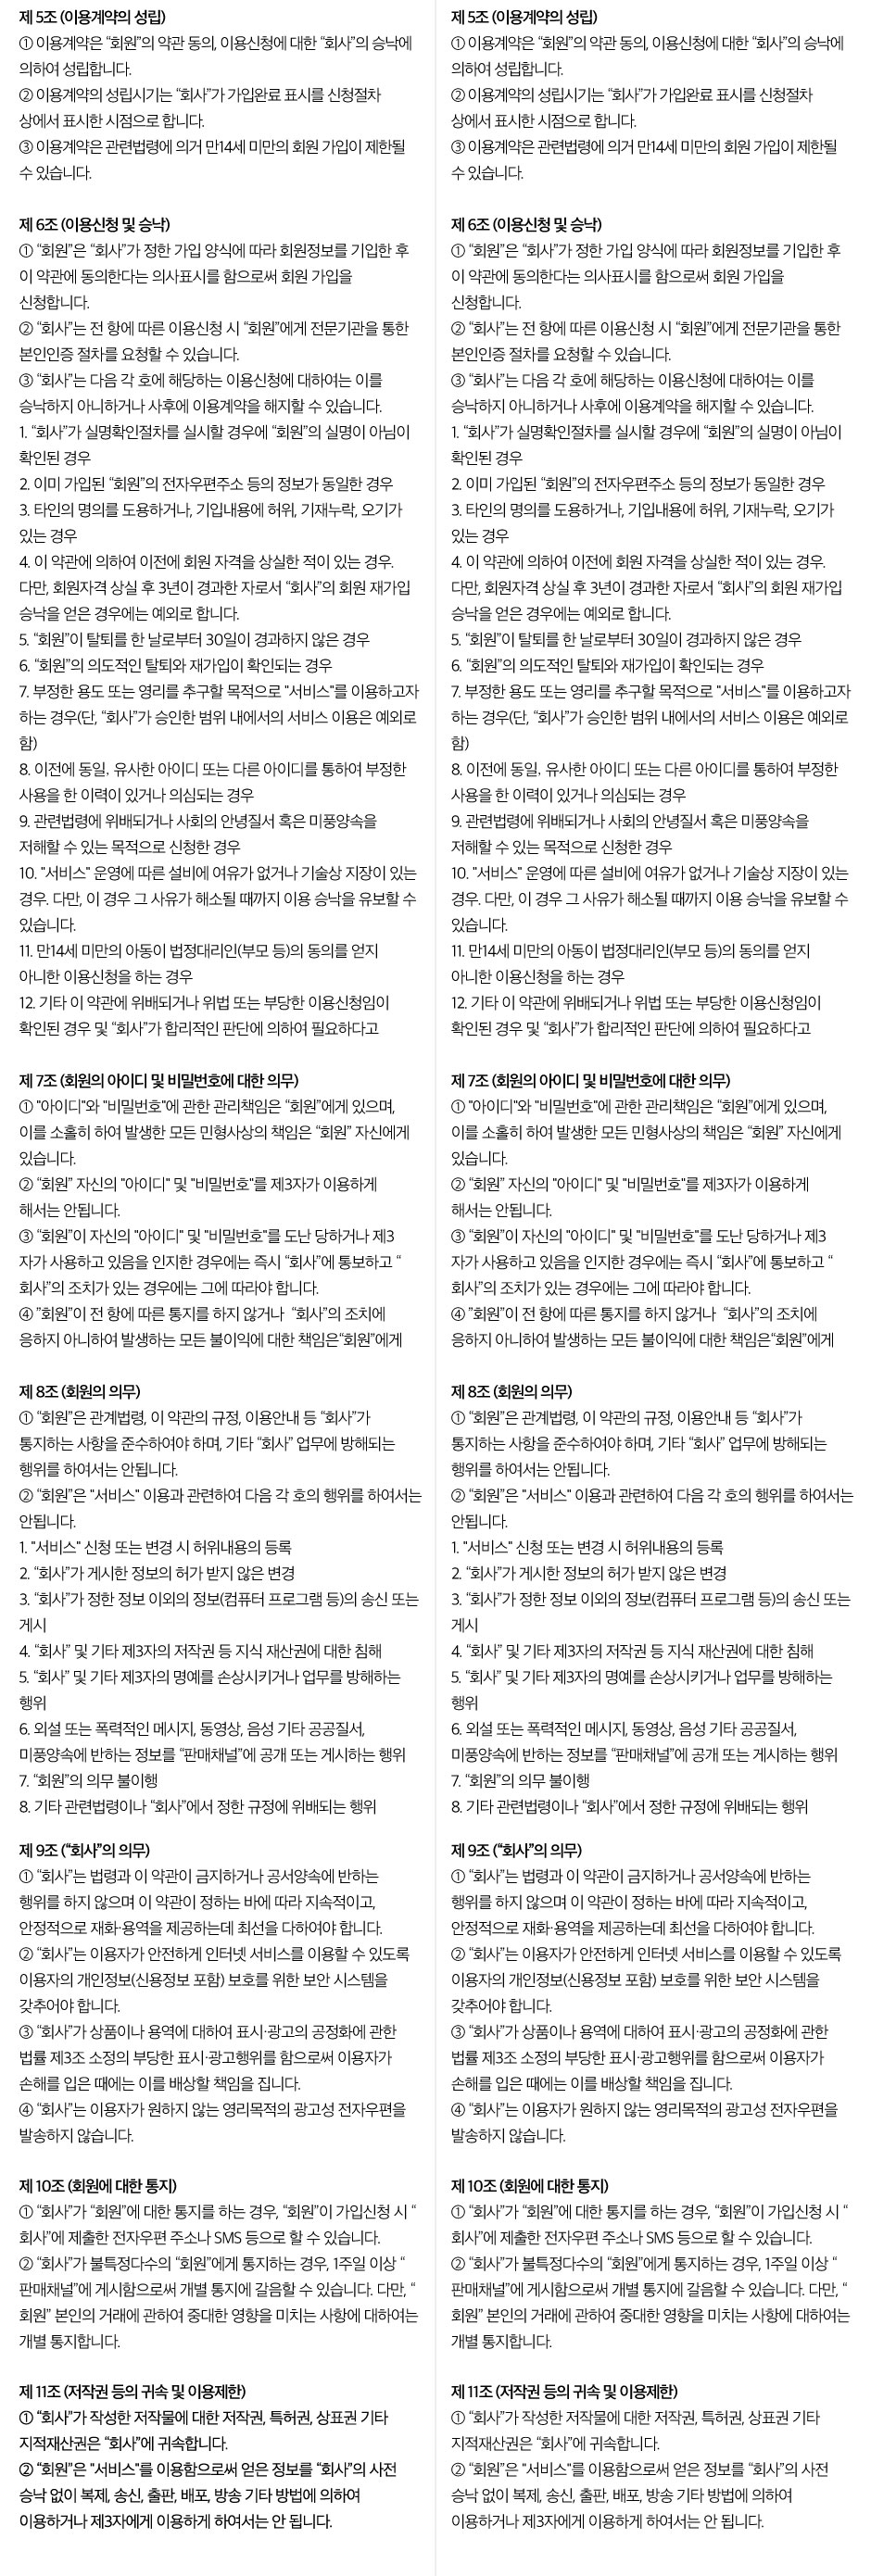 제 5조 (이용계약의 성립)
① 이용계약은 “회원”의 약관 동의, 이용신청에 대한 “회사”의 승낙에
의하여 성립합니다.
② 이용계약의 성립시기는 “회사”가 가입완료 표시를 신청절차
상에서 표시한 시점으로 합니다.
③ 이용계약은 관련법령에 의거 만14세 미만의 회원 가입이 제한될
수 있습니다.
제 6조 (이용신청 및 승낙)
① “회원”은 “회사”가 정한 가입 양식에 따라 회원정보를 기입한 후
이 약관에 동의한다는 의사표시를 함으로써 회원 가입을
신청합니다.
② “회사”는 전 항에 따른 이용신청 시 “회원”에게 전문기관을 통한
본인인증 절차를 요청할 수 있습니다.
③ “회사”는 다음 각 호에 해당하는 이용신청에 대하여는 이를
승낙하지 아니하거나 사후에 이용계약을 해지할 수 있습니다.
1. “회사”가 실명확인절차를 실시할 경우에 “회원”의 실명이 아님이
확인된 경우
2. 이미 가입된 “회원”의 전자우편주소 등의 정보가 동일한 경우
3. 타인의 명의를 도용하거나, 기입내용에 허위, 기재누락, 오기가
있는 경우
4. 이 약관에 의하여 이전에 회원 자격을 상실한 적이 있는 경우.
다만, 회원자격 상실 후 3년이 경과한 자로서 “회사”의 회원 재가입
승낙을 얻은 경우에는 예외로 합니다.
5. “회원”이 탈퇴를 한 날로부터 30일이 경과하지 않은 경우
6. “회원”의 의도적인 탈퇴와 재가입이 확인되는 경우
7. 부정한 용도 또는 영리를 추구할 목적으로 "서비스"를 이용하고자
하는 경우(단, “회사”가 승인한 범위 내에서의 서비스 이용은 예외로
함)
8. 이전에 동일, 유사한 아이디 또는 다른 아이디를 통하여 부정한
사용을 한 이력이 있거나 의심되는 경우
9. 관련법령에 위배되거나 사회의 안녕질서 혹은 미풍양속을
저해할 수 있는 목적으로 신청한 경우
10. "서비스" 운영에 따른 설비에 여유가 없거나 기술상 지장이 있는
경우. 다만, 이 경우 그 사유가 해소될 때까지 이용 승낙을 유보할 수
있습니다.
11. 만14세 미만의 아동이 법정대리인(부모 등)의 동의를 얻지
아니한 이용신청을 하는 경우
12. 기타 이 약관에 위배되거나 위법 또는 부당한 이용신청임이
확인된 경우 및 “회사”가 합리적인 판단에 의하여 필요하다고
제 7조 (회원의 아이디 및 비밀번호에 대한 의무)
① "아이디"와 "비밀번호"에 관한 관리책임은 “회원”에게 있으며,
이를 소홀히 하여 발생한 모든 민형사상의 책임은 “회원” 자신에게
있습니다.
② “회원” 자신의 "아이디" 및 "비밀번호"를 제3자가 이용하게
해서는 안됩니다.
③ “회원”이 자신의 "아이디" 및 "비밀번호"를 도난 당하거나 제3
자가 사용하고 있음을 인지한 경우에는 즉시 “회사”에 통보하고 “
회사”의 조치가 있는 경우에는 그에 따라야 합니다.
④ ”회원”이 전 항에 따른 통지를 하지 않거나 “회사”의 조치에
응하지 아니하여 발생하는 모든 불이익에 대한 책임은“회원”에게
제 8조 (회원의 의무)
① “회원”은 관계법령, 이 약관의 규정, 이용안내 등 “회사”가
통지하는 사항을 준수하여야 하며, 기타 “회사” 업무에 방해되는
행위를 하여서는 안됩니다.
② “회원”은 "서비스" 이용과 관련하여 다음 각 호의 행위를 하여서는
안됩니다.
1. "서비스" 신청 또는 변경 시 허위내용의 등록
2. “회사”가 게시한 정보의 허가 받지 않은 변경
3. “회사”가 정한 정보 이외의 정보(컴퓨터 프로그램 등)의 송신 또는
게시
4. “회사” 및 기타 제3자의 저작권 등 지식 재산권에 대한 침해
5. “회사” 및 기타 제3자의 명예를 손상시키거나 업무를 방해하는
행위
6. 외설 또는 폭력적인 메시지, 동영상, 음성 기타 공공질서,
미풍양속에 반하는 정보를 “판매채널”에 공개 또는 게시하는 행위
7. “회원”의 의무 불이행
8. 기타 관련법령이나 “회사”에서 정한 규정에 위배되는 행위
제 9조 (“회사”의 의무)
① “회사”는 법령과 이 약관이 금지하거나 공서양속에 반하는
행위를 하지 않으며 이 약관이 정하는 바에 따라 지속적이고,
안정적으로 재화·용역을 제공하는데 최선을 다하여야 합니다.
② “회사”는 이용자가 안전하게 인터넷 서비스를 이용할 수 있도록
이용자의 개인정보(신용정보 포함) 보호를 위한 보안 시스템을
갖추어야 합니다.
③ “회사”가 상품이나 용역에 대하여 표시·광고의 공정화에 관한
법률 제3조 소정의 부당한 표시·광고행위를 함으로써 이용자가
손해를 입은 때에는 이를 배상할 책임을 집니다.
④ “회사”는 이용자가 원하지 않는 영리목적의 광고성 전자우편을
발송하지 않습니다.
제 10조 (회원에 대한 통지)
① “회사”가 “회원”에 대한 통지를 하는 경우, “회원”이 가입신청 시 “
회사”에 제출한 전자우편 주소나 SMS 등으로 할 수 있습니다.
② “회사”가 불특정다수의 “회원”에게 통지하는 경우, 1주일 이상 “
판매채널”에 게시함으로써 개별 통지에 갈음할 수 있습니다. 다만, “
회원” 본인의 거래에 관하여 중대한 영향을 미치는 사항에 대하여는
개별 통지합니다.
제 11조 (저작권 등의 귀속 및 이용제한)
① “회사”가 작성한 저작물에 대한 저작권, 특허권, 상표권 기타
지적재산권은 “회사”에 귀속합니다.
② “회원”은 "서비스"를 이용함으로써 얻은 정보를 “회사”의 사전
승낙 없이 복제, 송신, 출판, 배포, 방송 기타 방법에 의하여
이용하거나 제3자에게 이용하게 하여서는 안 됩니다.
제 5조 (이용계약의 성립)
① 이용계약은 “회원”의 약관 동의, 이용신청에 대한 “회사”의 승낙에
의하여 성립합니다.
② 이용계약의 성립시기는 “회사”가 가입완료 표시를 신청절차
상에서 표시한 시점으로 합니다.
③ 이용계약은 관련법령에 의거 만14세 미만의 회원 가입이 제한될
수 있습니다.
제 6조 (이용신청 및 승낙)
① “회원”은 “회사”가 정한 가입 양식에 따라 회원정보를 기입한 후
이 약관에 동의한다는 의사표시를 함으로써 회원 가입을
신청합니다.
② “회사”는 전 항에 따른 이용신청 시 “회원”에게 전문기관을 통한
본인인증 절차를 요청할 수 있습니다.
③ “회사”는 다음 각 호에 해당하는 이용신청에 대하여는 이를
승낙하지 아니하거나 사후에 이용계약을 해지할 수 있습니다.
1. “회사”가 실명확인절차를 실시할 경우에 “회원”의 실명이 아님이
확인된 경우
2. 이미 가입된 “회원”의 전자우편주소 등의 정보가 동일한 경우
3. 타인의 명의를 도용하거나, 기입내용에 허위, 기재누락, 오기가
있는 경우
4. 이 약관에 의하여 이전에 회원 자격을 상실한 적이 있는 경우.
다만, 회원자격 상실 후 3년이 경과한 자로서 “회사”의 회원 재가입
승낙을 얻은 경우에는 예외로 합니다.
5. “회원”이 탈퇴를 한 날로부터 30일이 경과하지 않은 경우
6. “회원”의 의도적인 탈퇴와 재가입이 확인되는 경우
7. 부정한 용도 또는 영리를 추구할 목적으로 "서비스"를 이용하고자
하는 경우(단, “회사”가 승인한 범위 내에서의 서비스 이용은 예외로
함)
8. 이전에 동일, 유사한 아이디 또는 다른 아이디를 통하여 부정한
사용을 한 이력이 있거나 의심되는 경우
9. 관련법령에 위배되거나 사회의 안녕질서 혹은 미풍양속을
저해할 수 있는 목적으로 신청한 경우
10. "서비스" 운영에 따른 설비에 여유가 없거나 기술상 지장이 있는
경우. 다만, 이 경우 그 사유가 해소될 때까지 이용 승낙을 유보할 수
있습니다.
11. 만14세 미만의 아동이 법정대리인(부모 등)의 동의를 얻지
아니한 이용신청을 하는 경우
12. 기타 이 약관에 위배되거나 위법 또는 부당한 이용신청임이
확인된 경우 및 “회사”가 합리적인 판단에 의하여 필요하다고
제 7조 (회원의 아이디 및 비밀번호에 대한 의무)
① "아이디"와 "비밀번호"에 관한 관리책임은 “회원”에게 있으며,
이를 소홀히 하여 발생한 모든 민형사상의 책임은 “회원” 자신에게
있습니다.
② “회원” 자신의 "아이디" 및 "비밀번호"를 제3자가 이용하게
해서는 안됩니다.
③ “회원”이 자신의 "아이디" 및 "비밀번호"를 도난 당하거나 제3
자가 사용하고 있음을 인지한 경우에는 즉시 “회사”에 통보하고 “
회사”의 조치가 있는 경우에는 그에 따라야 합니다.
④ ”회원”이 전 항에 따른 통지를 하지 않거나 “회사”의 조치에
응하지 아니하여 발생하는 모든 불이익에 대한 책임은“회원”에게
제 8조 (회원의 의무)
① “회원”은 관계법령, 이 약관의 규정, 이용안내 등 “회사”가
통지하는 사항을 준수하여야 하며, 기타 “회사” 업무에 방해되는
행위를 하여서는 안됩니다.
② “회원”은 "서비스" 이용과 관련하여 다음 각 호의 행위를 하여서는
안됩니다.
1. "서비스" 신청 또는 변경 시 허위내용의 등록
2. “회사”가 게시한 정보의 허가 받지 않은 변경
3. “회사”가 정한 정보 이외의 정보(컴퓨터 프로그램 등)의 송신 또는
게시
4. “회사” 및 기타 제3자의 저작권 등 지식 재산권에 대한 침해
5. “회사” 및 기타 제3자의 명예를 손상시키거나 업무를 방해하는
행위
6. 외설 또는 폭력적인 메시지, 동영상, 음성 기타 공공질서,
미풍양속에 반하는 정보를 “판매채널”에 공개 또는 게시하는 행위
7. “회원”의 의무 불이행
8. 기타 관련법령이나 “회사”에서 정한 규정에 위배되는 행위
제 9조 (“회사”의 의무)
① “회사”는 법령과 이 약관이 금지하거나 공서양속에 반하는
행위를 하지 않으며 이 약관이 정하는 바에 따라 지속적이고,
안정적으로 재화·용역을 제공하는데 최선을 다하여야 합니다.
② “회사”는 이용자가 안전하게 인터넷 서비스를 이용할 수 있도록
이용자의 개인정보(신용정보 포함) 보호를 위한 보안 시스템을
갖추어야 합니다.
③ “회사”가 상품이나 용역에 대하여 표시·광고의 공정화에 관한
법률 제3조 소정의 부당한 표시·광고행위를 함으로써 이용자가
손해를 입은 때에는 이를 배상할 책임을 집니다.
④ “회사”는 이용자가 원하지 않는 영리목적의 광고성 전자우편을
발송하지 않습니다.
제 10조 (회원에 대한 통지)
① “회사”가 “회원”에 대한 통지를 하는 경우, “회원”이 가입신청 시 “
회사”에 제출한 전자우편 주소나 SMS 등으로 할 수 있습니다.
② “회사”가 불특정다수의 “회원”에게 통지하는 경우, 1주일 이상 “
판매채널”에 게시함으로써 개별 통지에 갈음할 수 있습니다. 다만, “
회원” 본인의 거래에 관하여 중대한 영향을 미치는 사항에 대하여는
개별 통지합니다.
제 11조 (저작권 등의 귀속 및 이용제한)
① “회사”가 작성한 저작물에 대한 저작권, 특허권, 상표권 기타
지적재산권은 “회사”에 귀속합니다.
② “회원”은 "서비스"를 이용함으로써 얻은 정보를 “회사”의 사전
승낙 없이 복제, 송신, 출판, 배포, 방송 기타 방법에 의하여
이용하거나 제3자에게 이용하게 하여서는 안 됩니다.